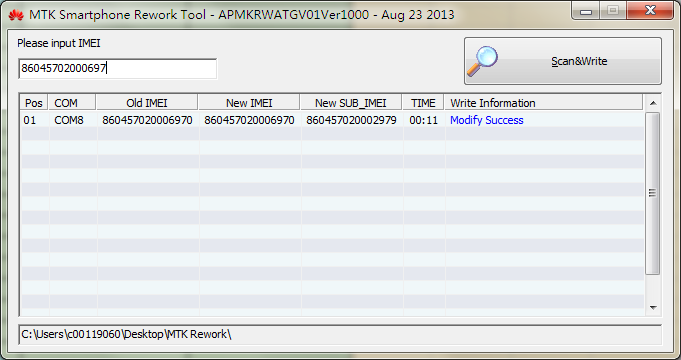 MTK Smartphone Rework Tool - APMKRWATGV01Ver1000 - Aug 23 2013
Please input IMEI
86045702000697
Scan&Write
Pos COM Old IMEI New IMEI New SUB_IMEI TIME Write Information
01 COM8 860457020006970 860457020006970 860457020002979 00:11 Modify Success
C:\Users\c00119060\Desktop\MTK Rework\